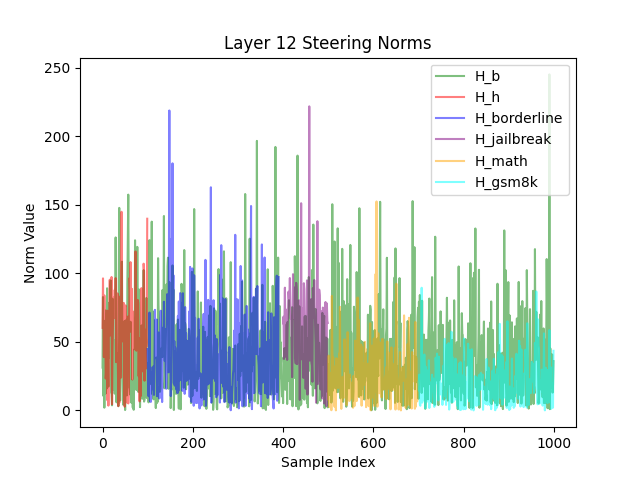 Layer 12 Steering Norms
250
200
150
100
50
0
Norm Value
H_b
H_h
H_borderline
H_jailbreak
H_math
H_gsm8k
0 200 400 600 800 1000
Sample Index